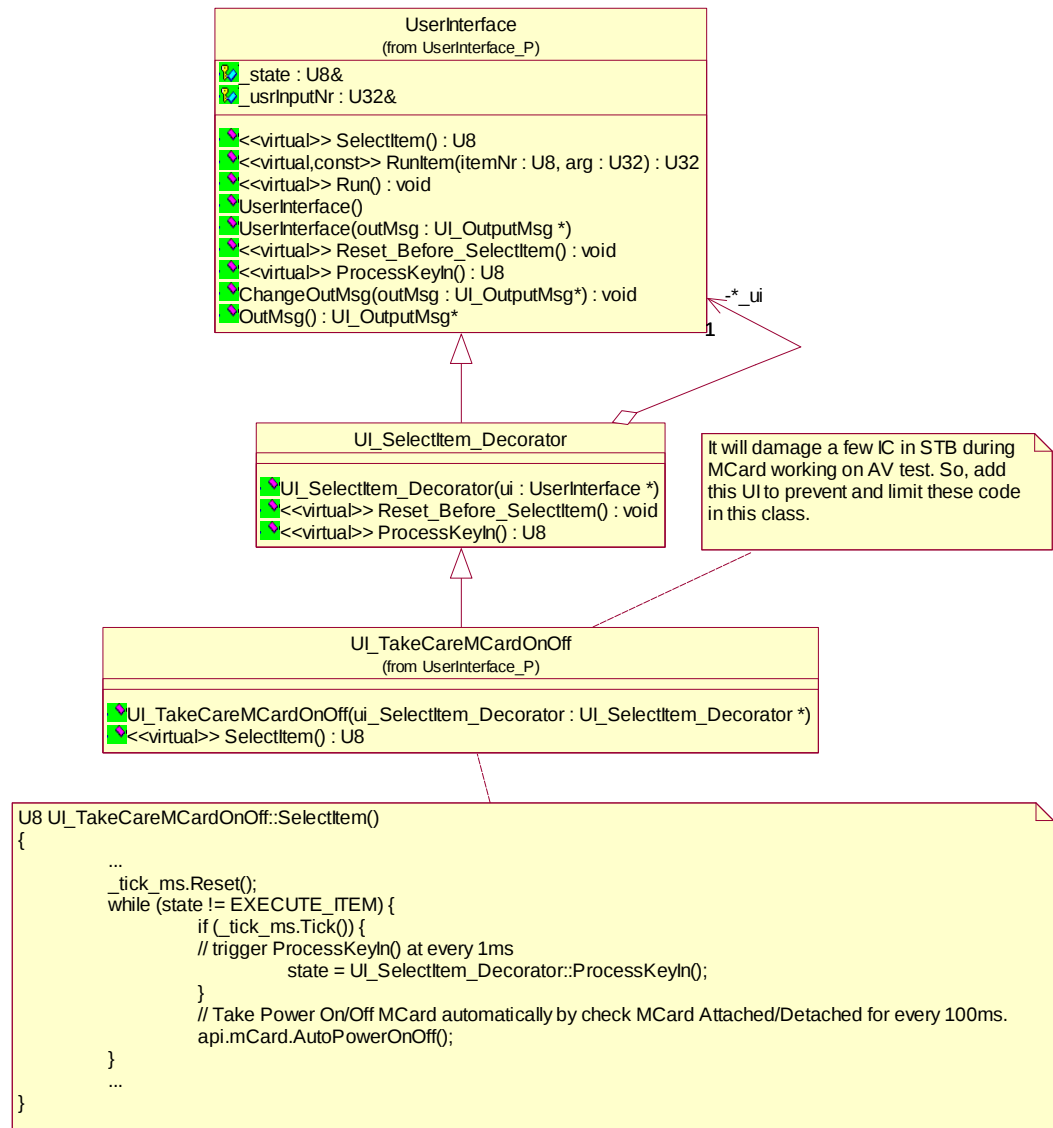 UserInterface
(from UserInterface_P)
_state : U8&
_usrInputNr : U32&
<<virtual>> SelectItem() : U8
<<virtual,const>> RunItem(itemNr : U8, arg : U32) : U32
<<virtual>> Run() : void
UserInterface()
UserInterface(outMsg : UI_OutputMsg *)
<<virtual>> Reset_Before_SelectItem() : void
<<virtual>> ProcessKeyIn() : U8
ChangeOutMsg(outMsg : UI_OutputMsg*) : void
OutMsg() : UI_OutputMsg*
-*_ui
1
UI_SelectItem_Decorator
UI_SelectItem_Decorator(ui : UserInterface *)
<<virtual>> Reset_Before_SelectItem() : void
<<virtual>> ProcessKeyIn() : U8
It will damage a few IC in STB during
MCard working on AV test. So, add
this UI to prevent and limit these code
in this class.
UI_TakeCareMCardOnOff
(from UserInterface_P)
UI_TakeCareMCardOnOff(ui_SelectItem_Decorator : UI_SelectItem_Decorator *)
<<virtual>> SelectItem() : U8
U8 UI_TakeCareMCardOnOff::SelectItem()
{
...
_tick_ms.Reset();
while (state != EXECUTE_ITEM) {
if (_tick_ms.Tick()) {
// trigger ProcessKeyIn() at every 1ms
state = UI_SelectItem_Decorator::ProcessKeyIn();
}
// Take Power On/Off MCard automatically by check MCard Attached/Detached for every 100ms.
api.mCard.AutoPowerOnOff();
}
...
}